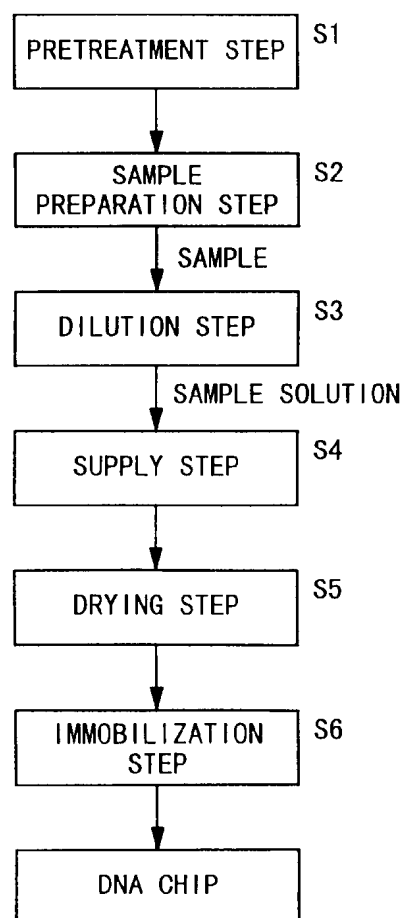 PRETREATMENT STEP
S1
SAMPLE
PREPARATION STEP
S2
SAMPLE
DILUTION STEP
S3
SAMPLE SOLUTION
SUPPLY STEP
S4
DRYING STEP
S5
IMMOBILIZATION
STEP
S6
DNA CHIP